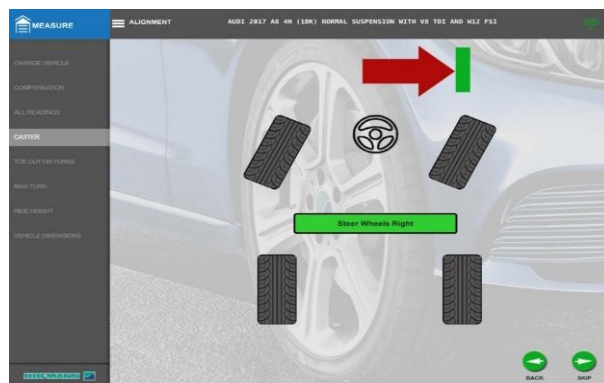 MEASURE
ALIGNMENT
AUDI 2017 A8 4H (1BK) NORMAL SUSPENSION WITH V8 TDI AND W12 FSI
CHANGE VEHICLE
COMPENSATION
ALL READINGS
CASTER
TOE OUT ON TURNS
MAX TURN
RIDE HEIGHT
VEHICLE DIMENSIONS
Steer Wheels Right
HOFMANN
BACK
SKIP